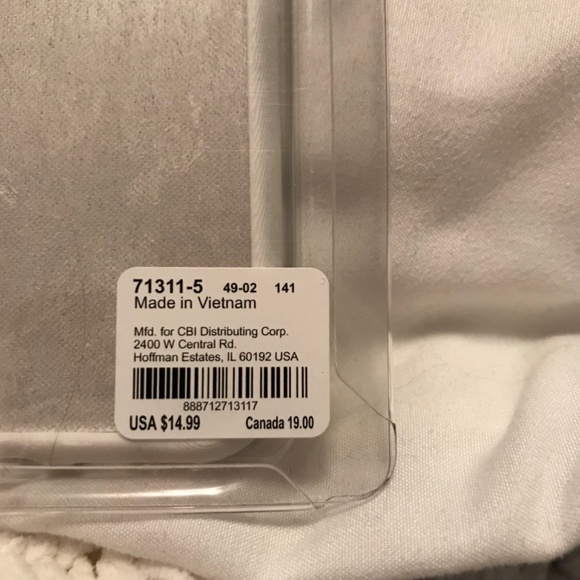 71311-5 49-02 141
Made in Vietnam
Mfd. for CBI Distributing Corp.
2400 W Central Rd.
Hoffman Estates, IL 60192 USA
888712713117
USA $14.99 Canada 19.00